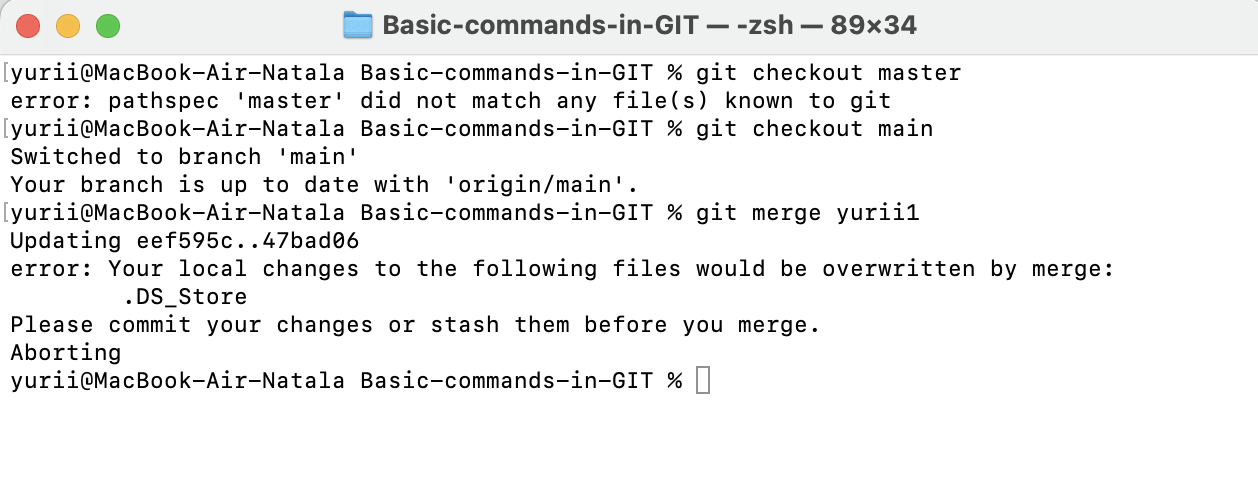 Basic-commands-in-GIT — -zsh — 89×34
[yurii@MacBook-Air-Natala Basic-commands-in-GIT % git checkout master
error: pathspec 'master' did not match any file(s) known to git
[yurii@MacBook-Air-Natala Basic-commands-in-GIT % git checkout main
Switched to branch 'main'
Your branch is up to date with 'origin/main'.
[yurii@MacBook-Air-Natala Basic-commands-in-GIT % git merge yurii1
Updating eef595c..47bad06
error: Your local changes to the following files would be overwritten by merge:
        .DS_Store
Please commit your changes or stash them before you merge.
Aborting
yurii@MacBook-Air-Natala Basic-commands-in-GIT %